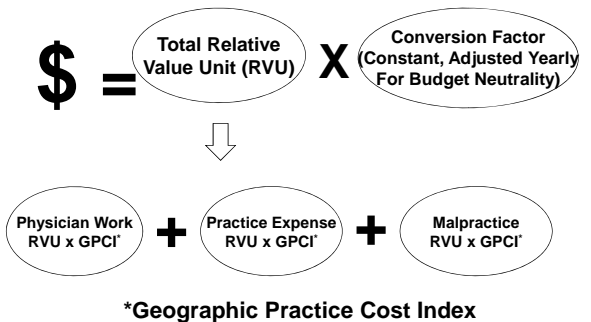 $ = Total Relative Value Unit (RVU) X Conversion Factor (Constant, Adjusted Yearly For Budget Neutrality)
Physician Work RVU x GPCI* + Practice Expense RVU x GPCI* + Malpractice RVU x GPCI*
*Geographic Practice Cost Index